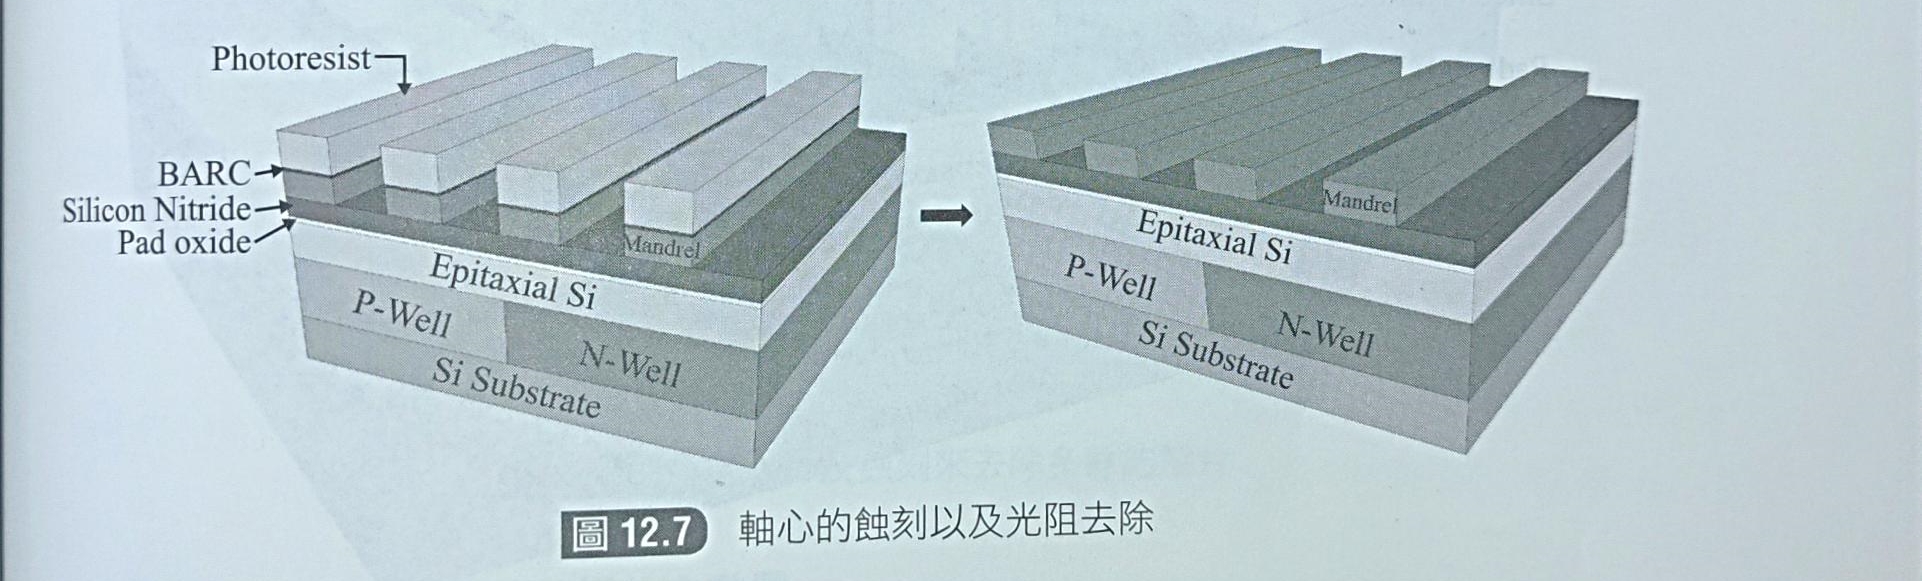 Photoresist
BARC
Silicon Nitride
Pad oxide
Mandrel
Epitaxial Si
P-Well
N-Well
Si Substrate
Mandrel
Epitaxial Si
P-Well
N-Well
Si Substrate
圖 12.7 軸心的蝕刻以及光阻去除